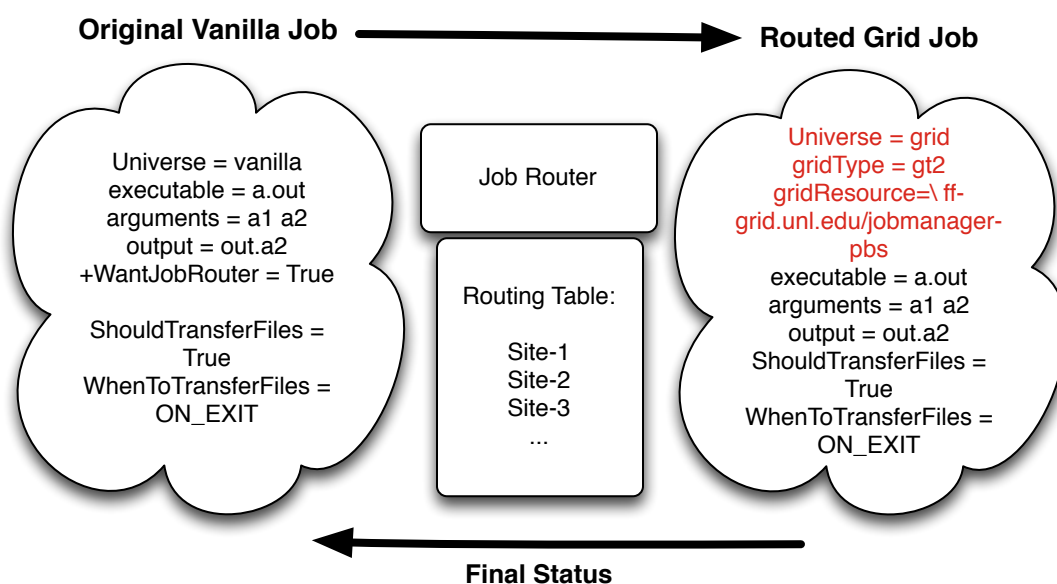 Original Vanilla Job
Routed Grid Job
Universe = vanilla
executable = a.out
arguments = a1 a2
output = out.a2
+WantJobRouter = True
ShouldTransferFiles =
True
WhenToTransferFiles =
ON_EXIT
Job Router
Routing Table:
Site-1
Site-2
Site-3
...
Universe = grid
gridType = gt2
gridResource=\ ff-
grid.unl.edu/jobmanager-
pbs
executable = a.out
arguments = a1 a2
output = out.a2
ShouldTransferFiles =
True
WhenToTransferFiles =
ON_EXIT
Final Status